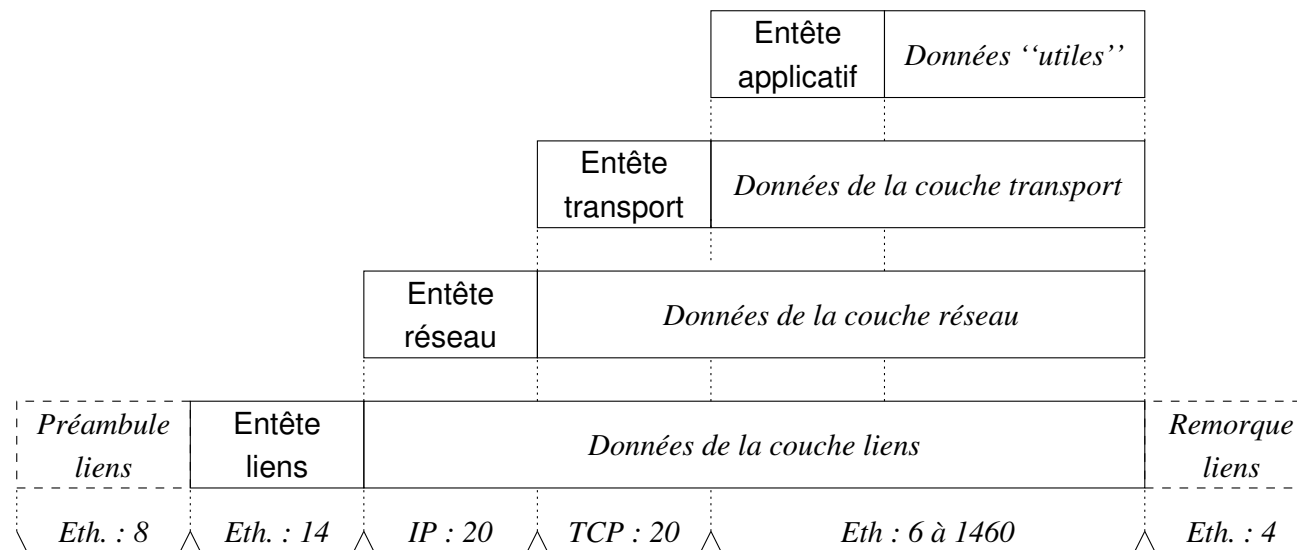 Entête
applicatif
Données ‘‘utiles’’
Entête
transport
Données de la couche transport
Entête
réseau
Données de la couche réseau
Préambule
liens
Entête
liens
Données de la couche liens
Remorque
liens
Eth. : 8
Eth. : 14
IP : 20
TCP : 20
Eth : 6 à 1460
Eth. : 4